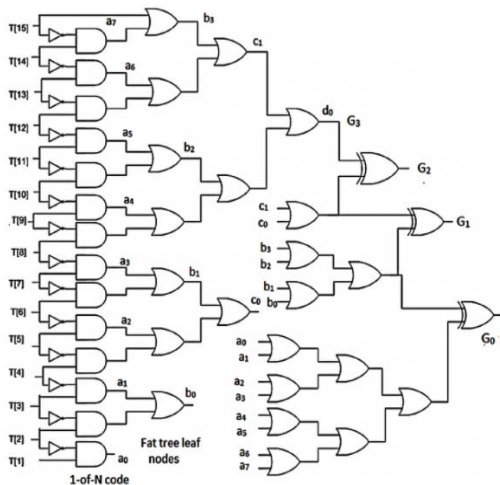 T[15]
T[14]
T[13]
T[12]
T[11]
T[10]
T[9]
T[8]
T[7]
T[6]
T[5]
T[4]
T[3]
T[2]
T[1]
a7
a6
a5
a4
a3
a2
a1
a0
1-of-N code
b3
b2
b1
b0
Fat tree leaf
nodes
c1
c0
d0
G3
G2
c1
c0
G1
b3
b2
b1
b0
G0
a0
a1
a2
a3
a4
a5
a6
a7